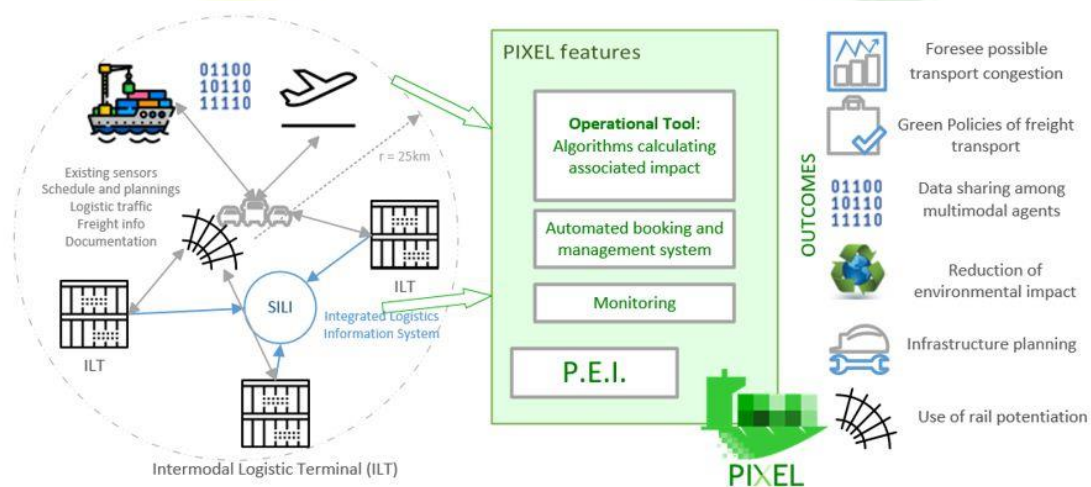 01100
10110
11110
r = 25km
Existing sensors
Schedule and plannings
Logistic traffic
Freight info
Documentation
ILT
SILI
Integrated Logistics
Information System
ILT
Intermodal Logistic Terminal (ILT)
PIXEL features
Operational Tool:
Algorithms calculating
associated impact
Automated booking and
management system
Monitoring
P.E.I.
PIXEL
OUTCOMES
Foresee possible
transport congestion
Green Policies of freight
transport
01100
10110
11110
Data sharing among
multimodal agents
Reduction of
environmental impact
Infrastructure planning
Use of rail potentiation